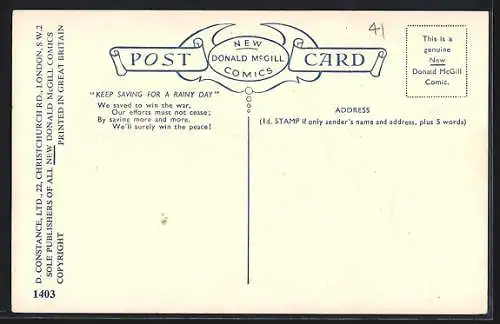 POST
NEW
DONALD McGILL
COMICS
CARD
41
This is a
genuine
New
Donald McGill
Comic.
"KEEP SAVING FOR A RAINY DAY"
We saved to win the war,
Our efforts must not cease;
By saving more and more,
We'll surely win the peace!
ADDRESS
(1d. STAMP if only sender's name and address, plus 5 words)
D. CONSTANCE, LTD., 22, CHRISTCHURCH RD., LONDON, S.W.2
SOLE PUBLISHERS OF ALL NEW DONALD McGILL COMICS
COPYRIGHT PRINTED IN GREAT BRITAIN
1403